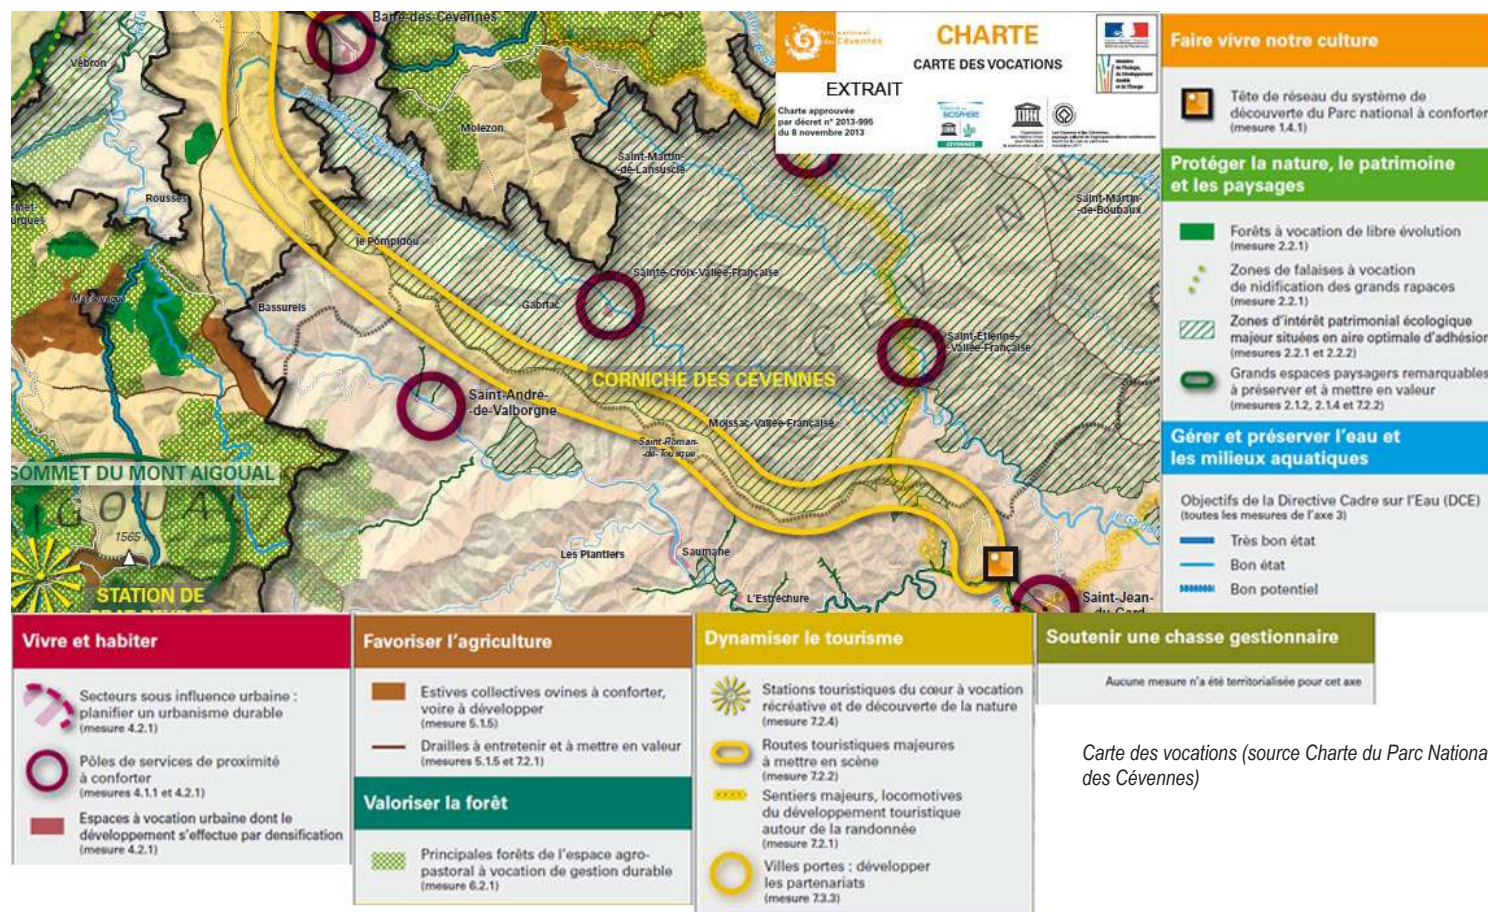 Barre-des-Cévennes
Vébron
Molezon
Saint-Martin-
-de-Lansuscle
Rousses
le Pompidou
Bassurels
Gabriac
Sainte-Croix-Vallée-Française
Saint-Martin-
-de-Boubaux
Saint-Etienne-
-Vallée-Française
CORNICHE DES CÉVENNES
Saint-André-
-de-Valborgne
Moissac-Vallée-Française
Saint-Roman-
-de-Tousque
SOMMET DU MONT AIGOUAL
1565
Les Plantiers
Saumane
L'Estréchure
STATION DE
Saint-Jean-
du-Gard
Parc national
des Cévennes
CHARTE
CARTE DES VOCATIONS
EXTRAIT
Charte approuvée
par décret n° 2013-995
du 8 novembre 2013
BIOSPHÈRE
CÉVENNES
Faire vivre notre culture
Tête de réseau du système de
découverte du Parc national à conforter
(mesure 1.4.1)
Protéger la nature, le patrimoine
et les paysages
Forêts à vocation de libre évolution
(mesure 2.2.1)
Zones de falaises à vocation
de nidification des grands rapaces
(mesure 2.2.1)
Zones d'intérêt patrimonial écologique
majeur situées en aire optimale d'adhésion
(mesures 2.2.1 et 2.2.2)
Grands espaces paysagers remarquables
à préserver et à mettre en valeur
(mesures 2.1.2, 2.1.4 et 7.2.2)
Gérer et préserver l'eau et
les milieux aquatiques
Objectifs de la Directive Cadre sur l'Eau (DCE)
(toutes les mesures de l'axe 3)
Très bon état
Bon état
Bon potentiel
Vivre et habiter
Secteurs sous influence urbaine :
planifier un urbanisme durable
(mesure 4.2.1)
Pôles de services de proximité
à conforter
(mesures 4.1.1 et 4.2.1)
Espaces à vocation urbaine dont le
développement s'effectue par densification
(mesure 4.2.1)
Favoriser l'agriculture
Estives collectives ovines à conforter,
voire à développer
(mesure 5.1.5)
Drailles à entretenir et à mettre en valeur
(mesures 5.1.5 et 7.2.1)
Valoriser la forêt
Principales forêts de l'espace agro-
pastoral à vocation de gestion durable
(mesure 6.2.1)
Dynamiser le tourisme
Stations touristiques du cœur à vocation
récréative et de découverte de la nature
(mesure 7.2.4)
Routes touristiques majeures
à mettre en scène
(mesure 7.2.2)
Sentiers majeurs, locomotives
du développement touristique
autour de la randonnée
(mesure 7.2.1)
Villes portes : développer
les partenariats
(mesure 7.3.3)
Soutenir une chasse gestionnaire
Aucune mesure n'a été territorialisée pour cet axe
Carte des vocations (source Charte du Parc Nationa
des Cévennes)